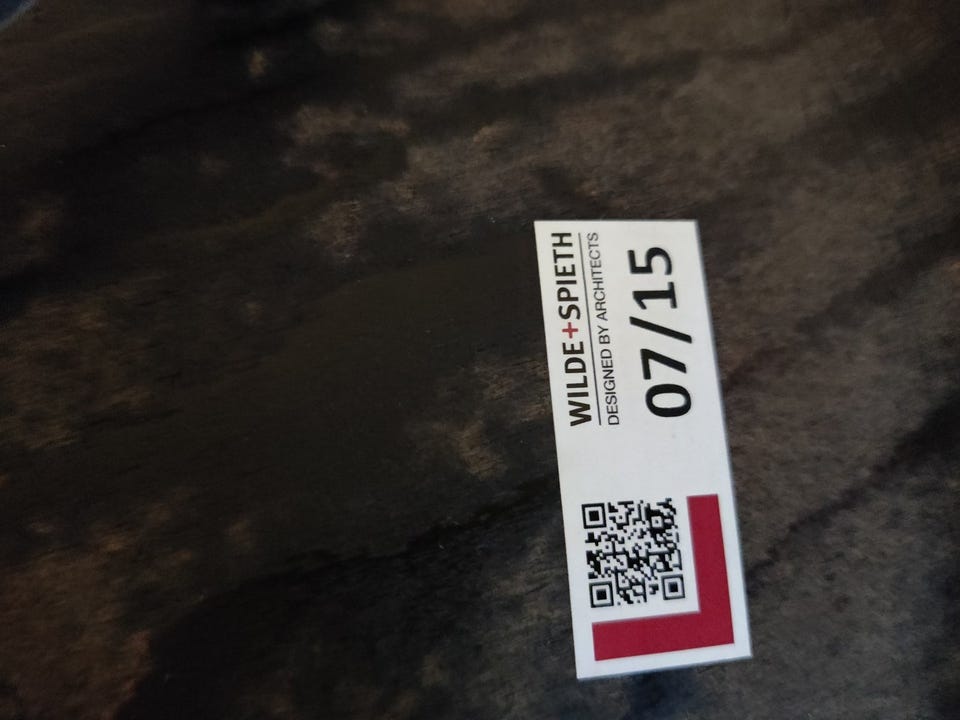 WILDE+SPIETH
DESIGNED BY ARCHITECTS
07/15